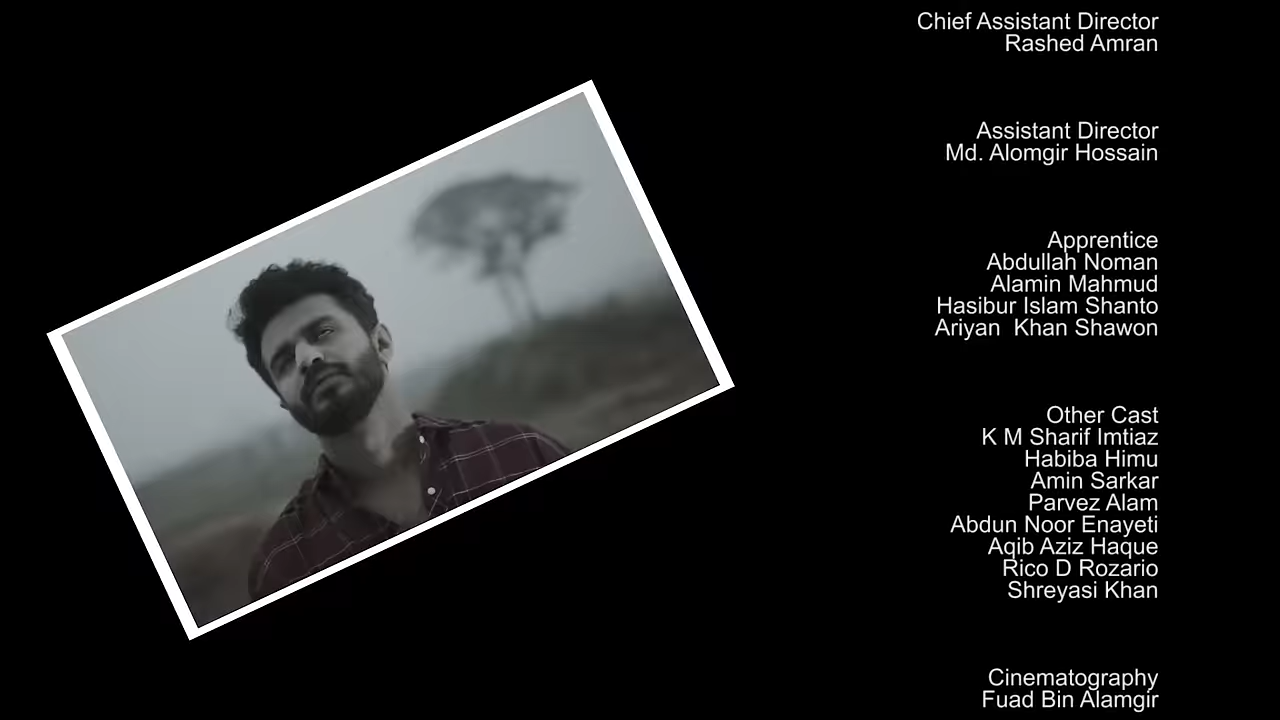 Chief Assistant Director
Rashed Amran
Assistant Director
Md. Alomgir Hossain
Apprentice
Abdullah Noman
Alamin Mahmud
Hasibur Islam Shanto
Ariyan  Khan Shawon
Other Cast
K M Sharif Imtiaz
Habiba Himu
Amin Sarkar
Parvez Alam
Abdun Noor Enayeti
Aqib Aziz Haque
Rico D Rozario
Shreyasi Khan
Cinematography
Fuad Bin Alamgir